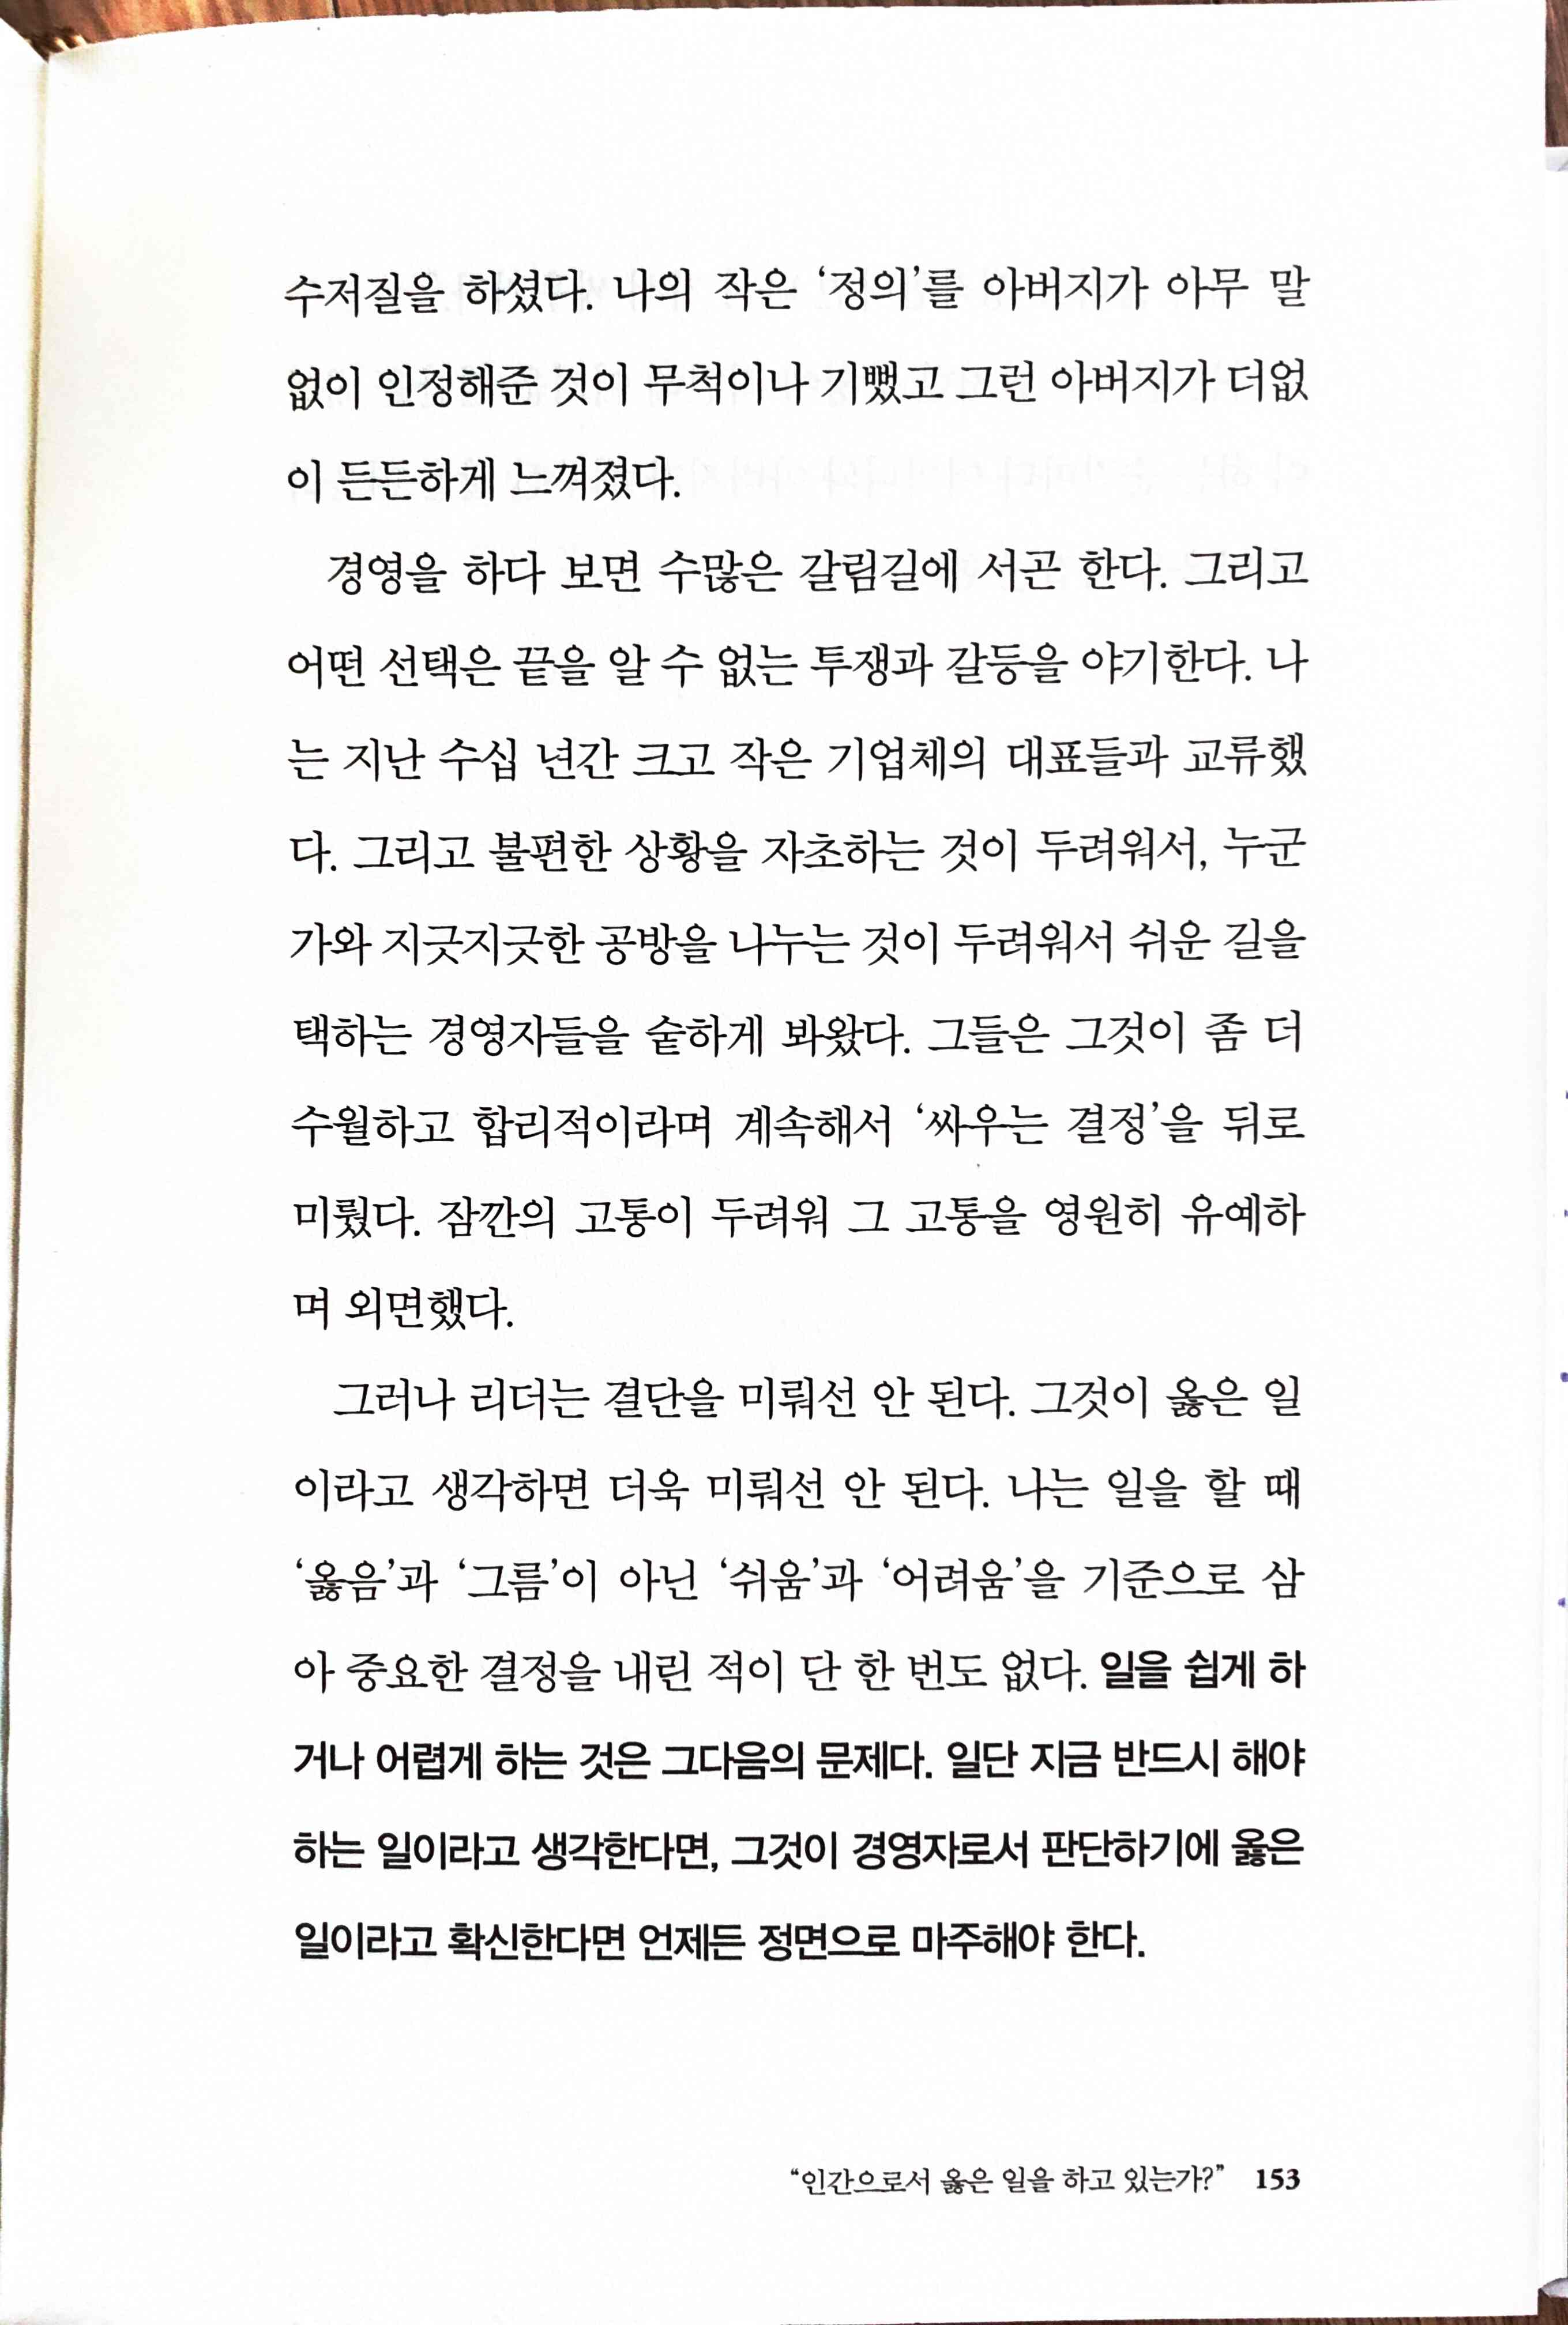 수저질을 하셨다. 나의 작은 ‘정의’를 아버지가 아무 말
없이 인정해준 것이 무척이나 기뻤고 그런 아버지가 더없
이 든든하게 느껴졌다.
경영을 하다 보면 수많은 갈림길에 서곤 한다. 그리고
어떤 선택은 끝을 알 수 없는 투쟁과 갈등을 야기한다. 나
는 지난 수십 년간 크고 작은 기업체의 대표들과 교류했
다. 그리고 불편한 상황을 자초하는 것이 두려워서, 누군
가와 지긋지긋한 공방을 나누는 것이 두려워서 쉬운 길을
택하는 경영자들을 숱하게 봐왔다. 그들은 그것이 좀 더
수월하고 합리적이라며 계속해서 ‘싸우는 결정’을 뒤로
미뤘다. 잠깐의 고통이 두려워 그 고통을 영원히 유예하
며 외면했다.
그러나 리더는 결단을 미뤄선 안 된다. 그것이 옳은 일
이라고 생각하면 더욱 미뤄선 안 된다. 나는 일을 할 때
‘옳음’과 ‘그름’이 아닌 ‘쉬움’과 ‘어려움’을 기준으로 삼
아 중요한 결정을 내린 적이 단 한 번도 없다. 일을 쉽게 하
거나 어렵게 하는 것은 그다음의 문제다. 일단 지금 반드시 해야
하는 일이라고 생각한다면, 그것이 경영자로서 판단하기에 옳은
일이라고 확신한다면 언제든 정면으로 마주해야 한다.
“인간으로서 옳은 일을 하고 있는가?” 153